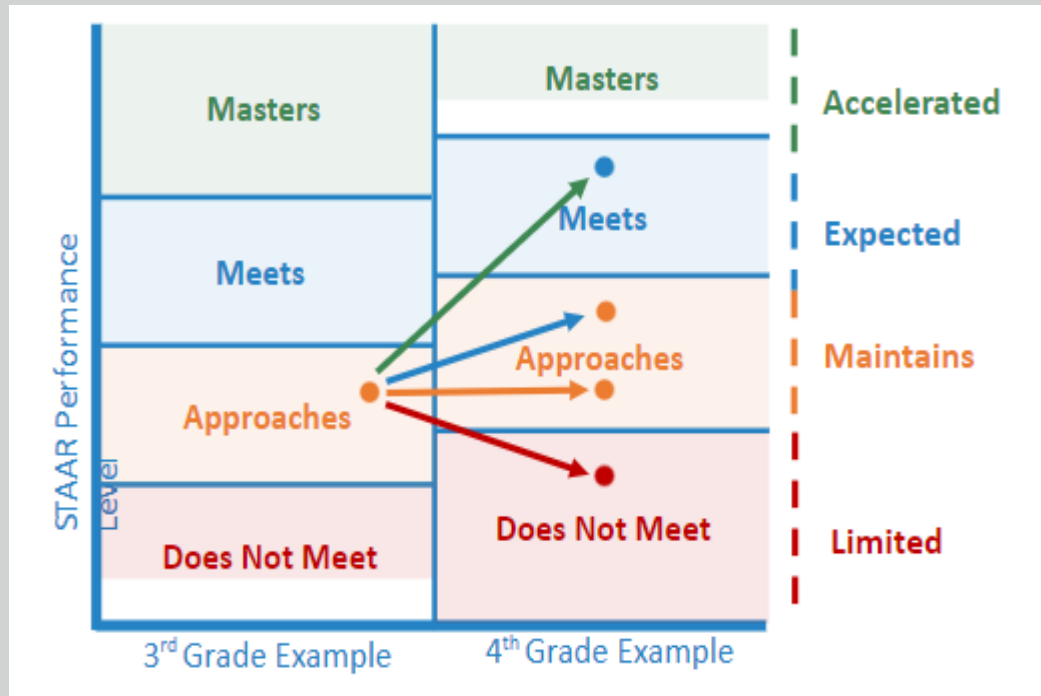 Masters
Meets
Approaches
Does Not Meet
Masters
Meets
Approaches
Does Not Meet
Accelerated
Expected
Maintains
Limited
STAAR Performance
Level
3rd Grade Example
4th Grade Example